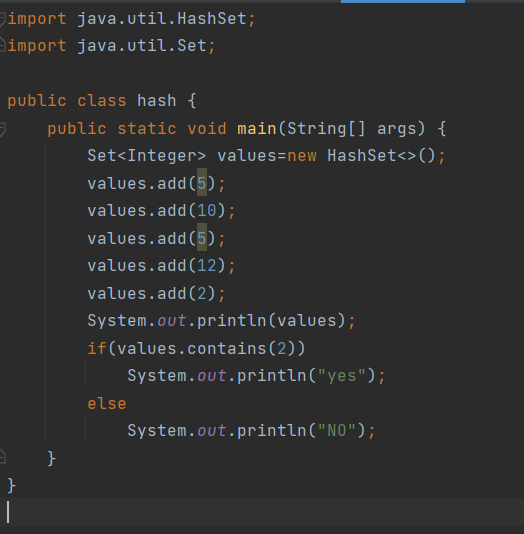 import java.util.HashSet;
import java.util.Set;

public class hash {
    public static void main(String[] args) {
        Set<Integer> values=new HashSet<>();
        values.add(5);
        values.add(10);
        values.add(5);
        values.add(12);
        values.add(2);
        System.out.println(values);
        if(values.contains(2))
            System.out.println("yes");
        else
            System.out.println("NO");
    }
}